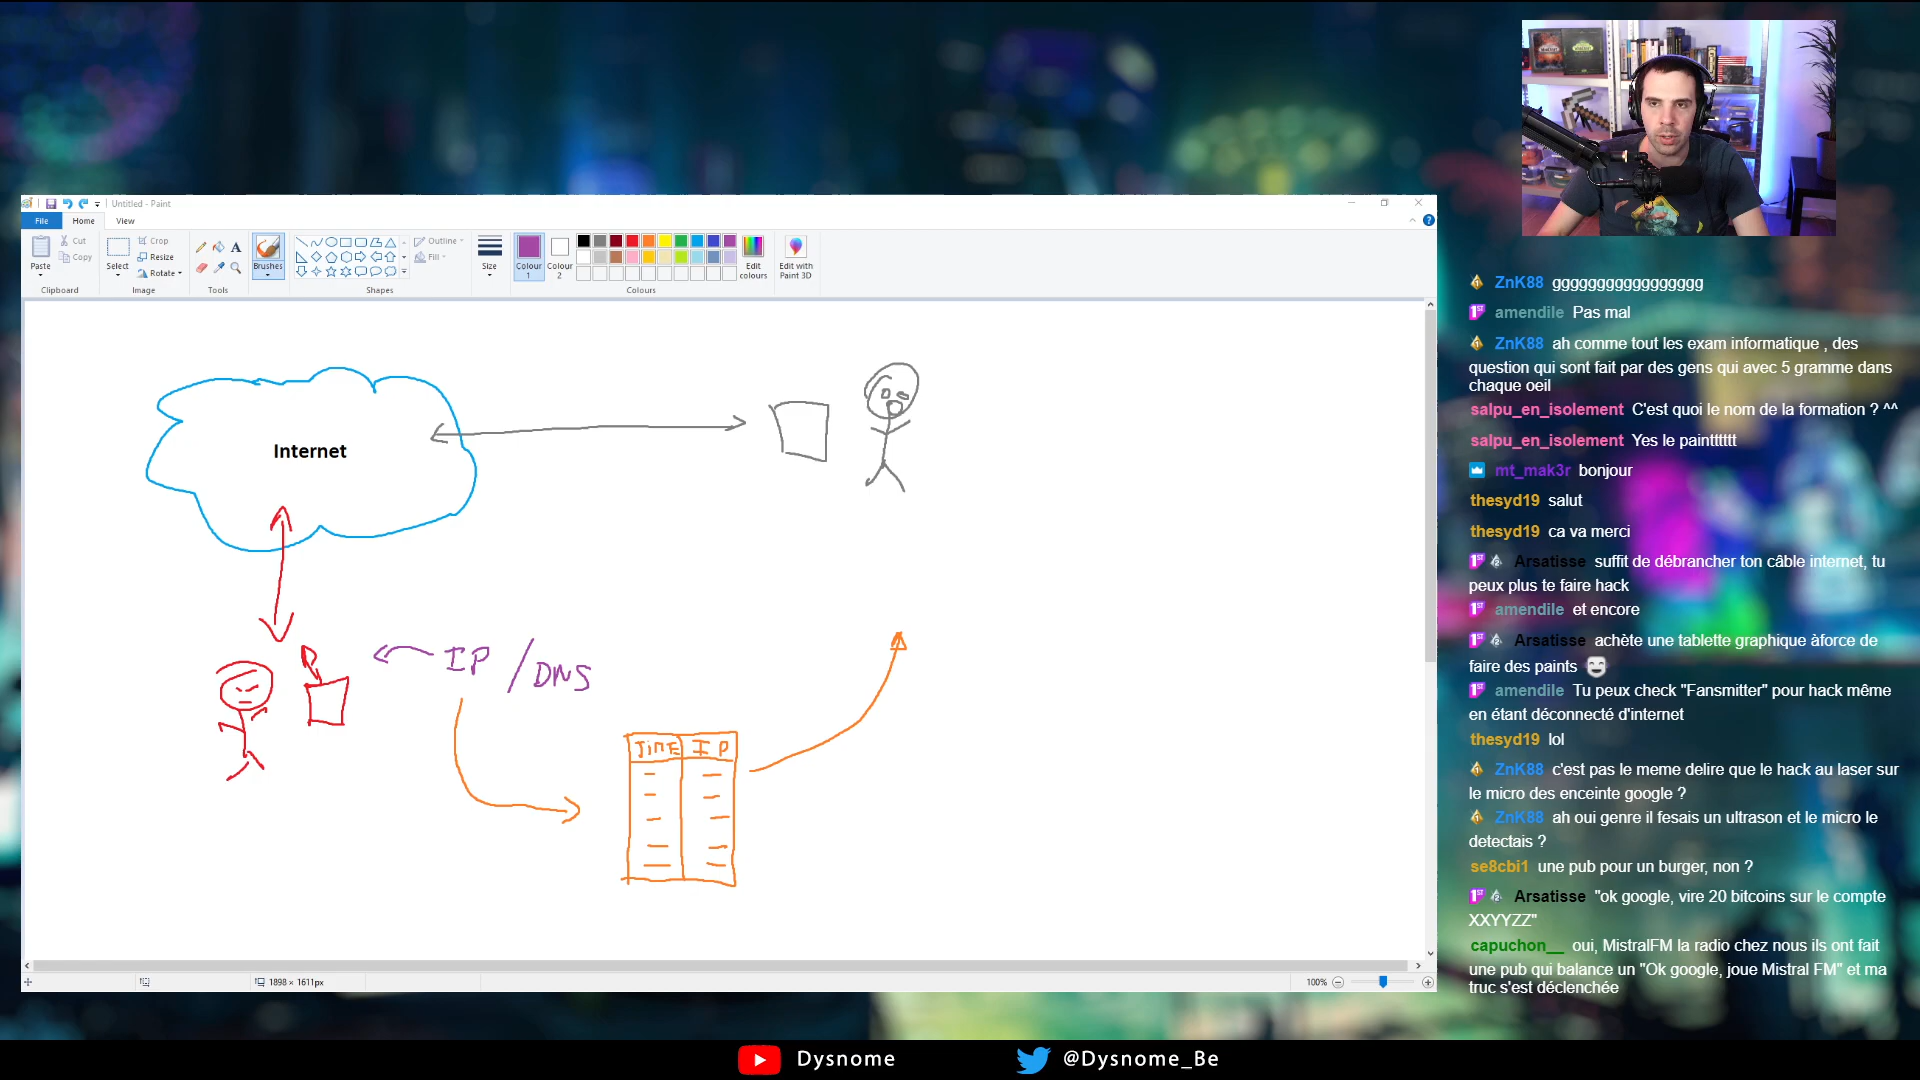 Untitled - Paint
File
Home
View
Paste
Cut
Copy
Clipboard
Select
Crop
Resize
Rotate
Image
A
Tools
Brushes
Outline
Fill
Shapes
Size
Colour
1
Colour
2
Edit
colours
Edit with
Paint 3D
Colours
Internet
IP / DNS
TIME IP
1898 × 1611px
100%
ZnK88 ggggggggggggggggg
amendile Pas mal
ZnK88 ah comme tout les exam informatique , des
question qui sont fait par des gens qui avec 5 gramme dans
chaque oeil
salpu_en_isolement C'est quoi le nom de la formation ? ^^
salpu_en_isolement Yes le paintttttt
mt_mak3r bonjour
thesyd19 salut
thesyd19 ca va merci
1ST Arsatisse suffit de débrancher ton câble internet, tu
peux plus te faire hack
1ST amendile et encore
1ST Arsatisse achète une tablette graphique àforce de
faire des paints
1ST amendile Tu peux check "Fansmitter" pour hack même
en étant déconnecté d'internet
thesyd19 lol
ZnK88 c'est pas le meme delire que le hack au laser sur
le micro des enceinte google ?
ZnK88 ah oui genre il fesais un ultrason et le micro le
detectais ?
se8cbi1 une pub pour un burger, non ?
1ST Arsatisse "ok google, vire 20 bitcoins sur le compte
XXYYZZ"
capuchon__ oui, MistralFM la radio chez nous ils ont fait
une pub qui balance un "Ok google, joue Mistral FM" et ma
truc s'est déclenchée
Dysnome
@Dysnome_Be